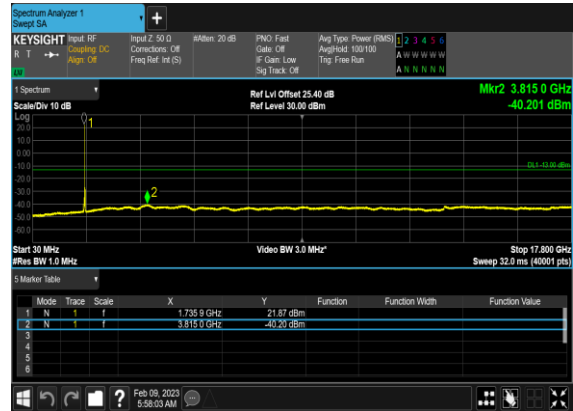 Spectrum Analyzer 1
Swept SA
+
KEYSIGHT Input: RF Input Z: 50 Ω #Atten: 20 dB PNO: Fast Avg Type: Power (RMS) 1 2 3 4 5 6
R T Coupling: DC Corrections: Off Gate: Off Avg|Hold: 100/100 A W W W W W
Align: Off Freq Ref: Int (S) IF Gain: Low Trig: Free Run
Sig Track: Off A N N N N N
LW
1 Spectrum Ref Lvl Offset 25.40 dB Mkr2 3.815 0 GHz
Scale/Div 10 dB Ref Level 30.00 dBm -40.201 dBm
Log
20.0
10.0
0.00
-10.0
-20.0
-30.0
-40.0
-50.0
-60.0
1
DL1 -13.00 dBm
2
Start 30 MHz Video BW 3.0 MHz* Stop 17.800 GHz
#Res BW 1.0 MHz Sweep 32.0 ms (40001 pts)
5 Marker Table
Mode Trace Scale X Y Function Function Width Function Value
1 N 1 f 1.735 9 GHz 21.87 dBm
2 N 1 f 3.815 0 GHz -40.20 dBm
3
4
5
6
? Feb 09, 2023
5:58:03 AM